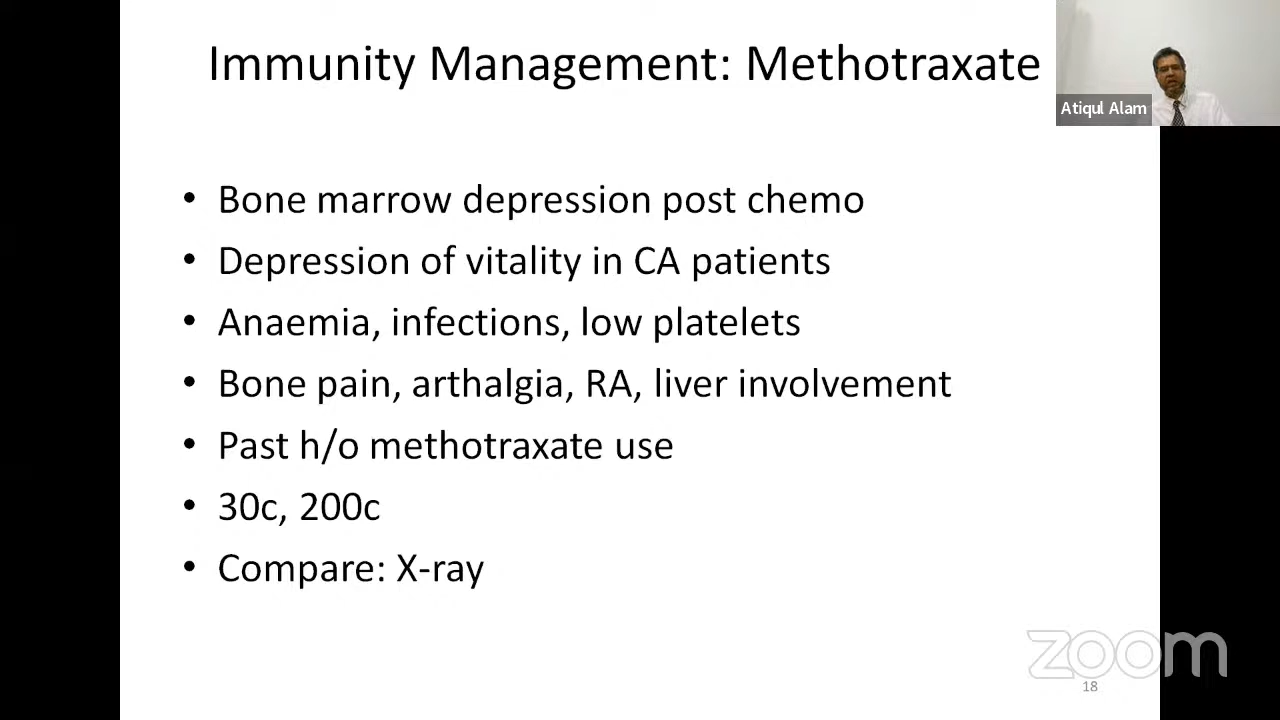 Immunity Management: Methotraxate
Atiqul Alam
• Bone marrow depression post chemo
• Depression of vitality in CA patients
• Anaemia, infections, low platelets
• Bone pain, arthalgia, RA, liver involvement
• Past h/o methotraxate use
• 30c, 200c
• Compare: X-ray
zoom
18